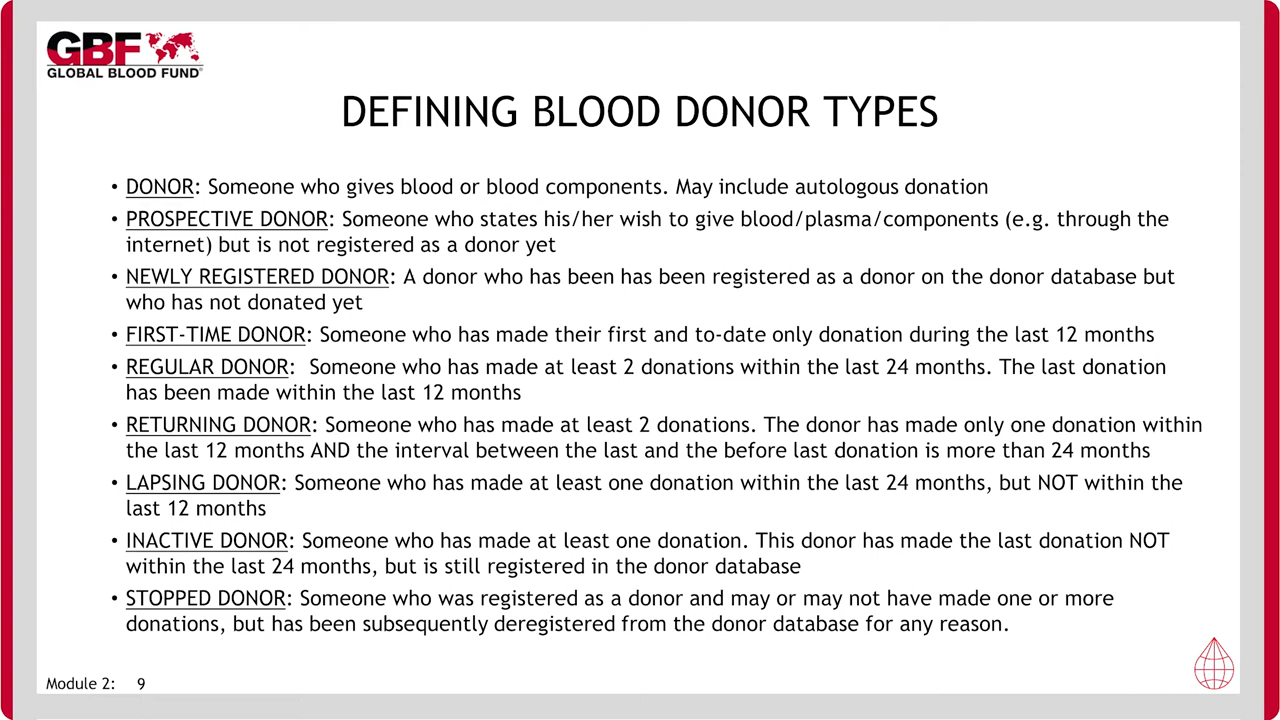 GBF
GLOBAL BLOOD FUND
DEFINING BLOOD DONOR TYPES
• DONOR: Someone who gives blood or blood components. May include autologous donation
• PROSPECTIVE DONOR: Someone who states his/her wish to give blood/plasma/components (e.g. through the
internet) but is not registered as a donor yet
• NEWLY REGISTERED DONOR: A donor who has been has been registered as a donor on the donor database but
who has not donated yet
• FIRST-TIME DONOR: Someone who has made their first and to-date only donation during the last 12 months
• REGULAR DONOR:  Someone who has made at least 2 donations within the last 24 months. The last donation
has been made within the last 12 months
• RETURNING DONOR: Someone who has made at least 2 donations. The donor has made only one donation within
the last 12 months AND the interval between the last and the before last donation is more than 24 months
• LAPSING DONOR: Someone who has made at least one donation within the last 24 months, but NOT within the
last 12 months
• INACTIVE DONOR: Someone who has made at least one donation. This donor has made the last donation NOT
within the last 24 months, but is still registered in the donor database
• STOPPED DONOR: Someone who was registered as a donor and may or may not have made one or more
donations, but has been subsequently deregistered from the donor database for any reason.
Module 2: 9